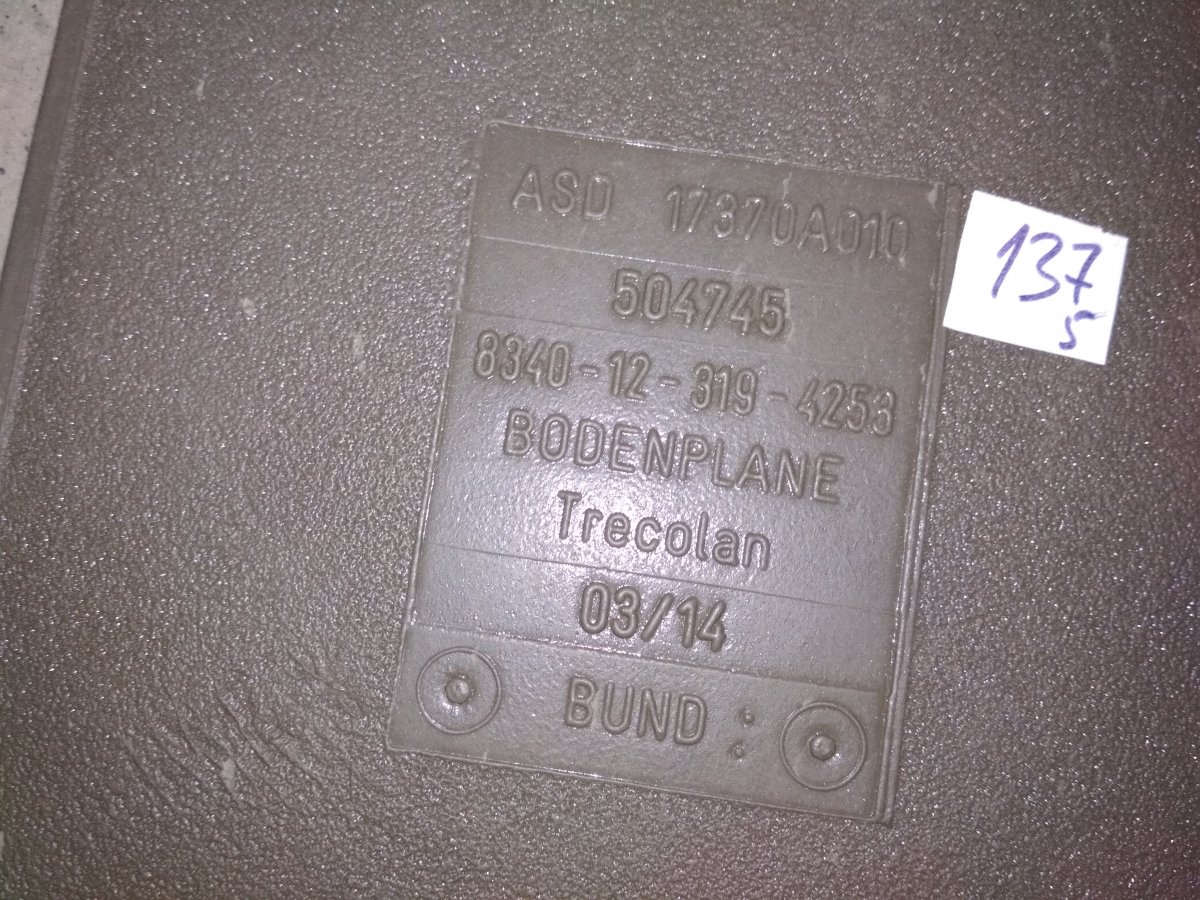 ASD 17370A010
504745
8340-12-319-4253
BODENPLANE
Trecolan
03/14
BUND :
137
5